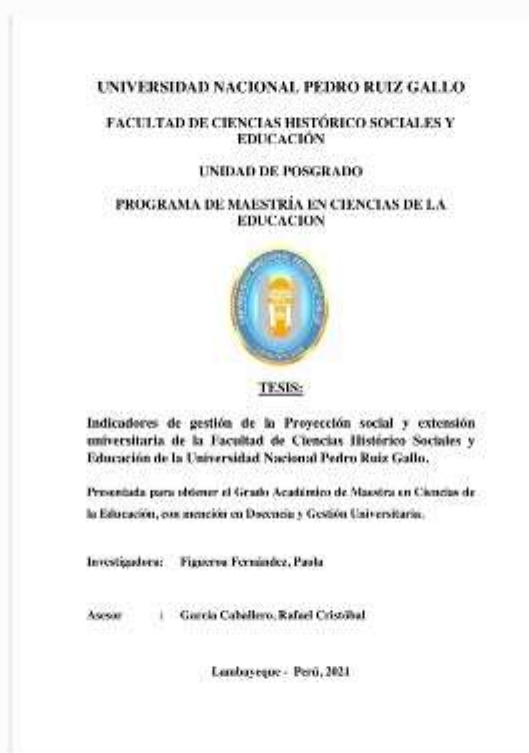 UNIVERSIDAD NACIONAL PEDRO RUIZ GALLO
FACULTAD DE CIENCIAS HISTÓRICO SOCIALES Y
EDUCACIÓN
UNIDAD DE POSGRADO
PROGRAMA DE MAESTRÍA EN CIENCIAS DE LA
EDUCACION
TESIS:
Indicadores de gestión de la Proyección social y extensión
universitaria de la Facultad de Ciencias Histórico Sociales y
Educación de la Universidad Nacional Pedro Ruiz Gallo.
Presentada para obtener el Grado Académico de Maestra en Ciencias de
la Educación, con mención en Docencia y Gestión Universitaria.
Investigadora: Figueroa Fernández, Paola
Asesor : García Caballero, Rafael Cristóbal
Lambayeque - Perú, 2021